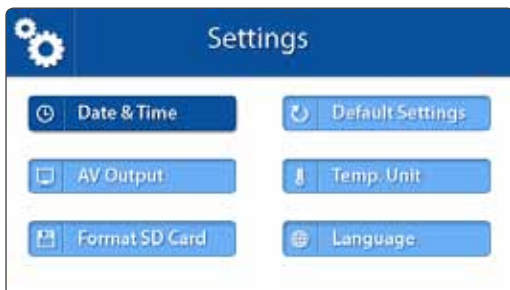 Settings
Date & Time
Default Settings
AV Output
Temp. Unit
Format SD Card
Language